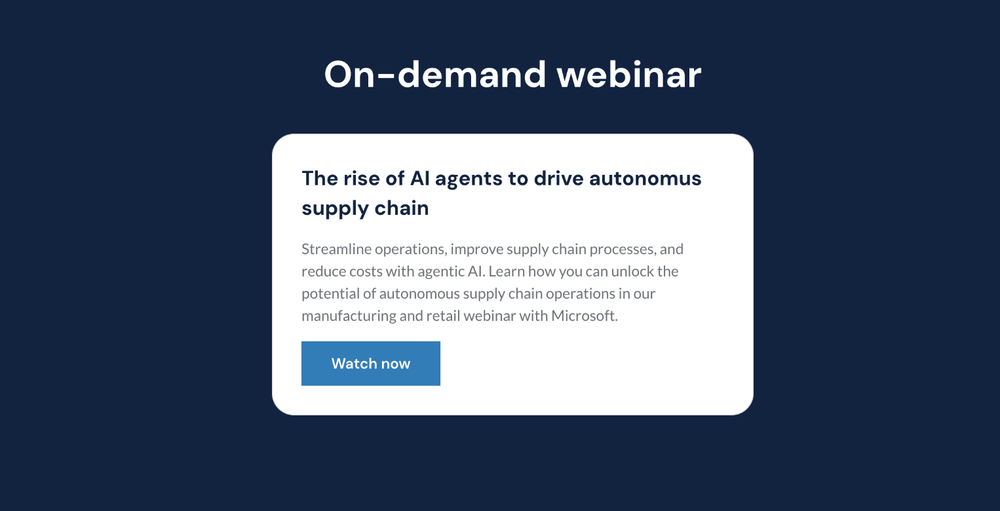 On-demand webinar
The rise of AI agents to drive autonomus
supply chain
Streamline operations, improve supply chain processes, and
reduce costs with agentic AI. Learn how you can unlock the
potential of autonomous supply chain operations in our
manufacturing and retail webinar with Microsoft.
Watch now